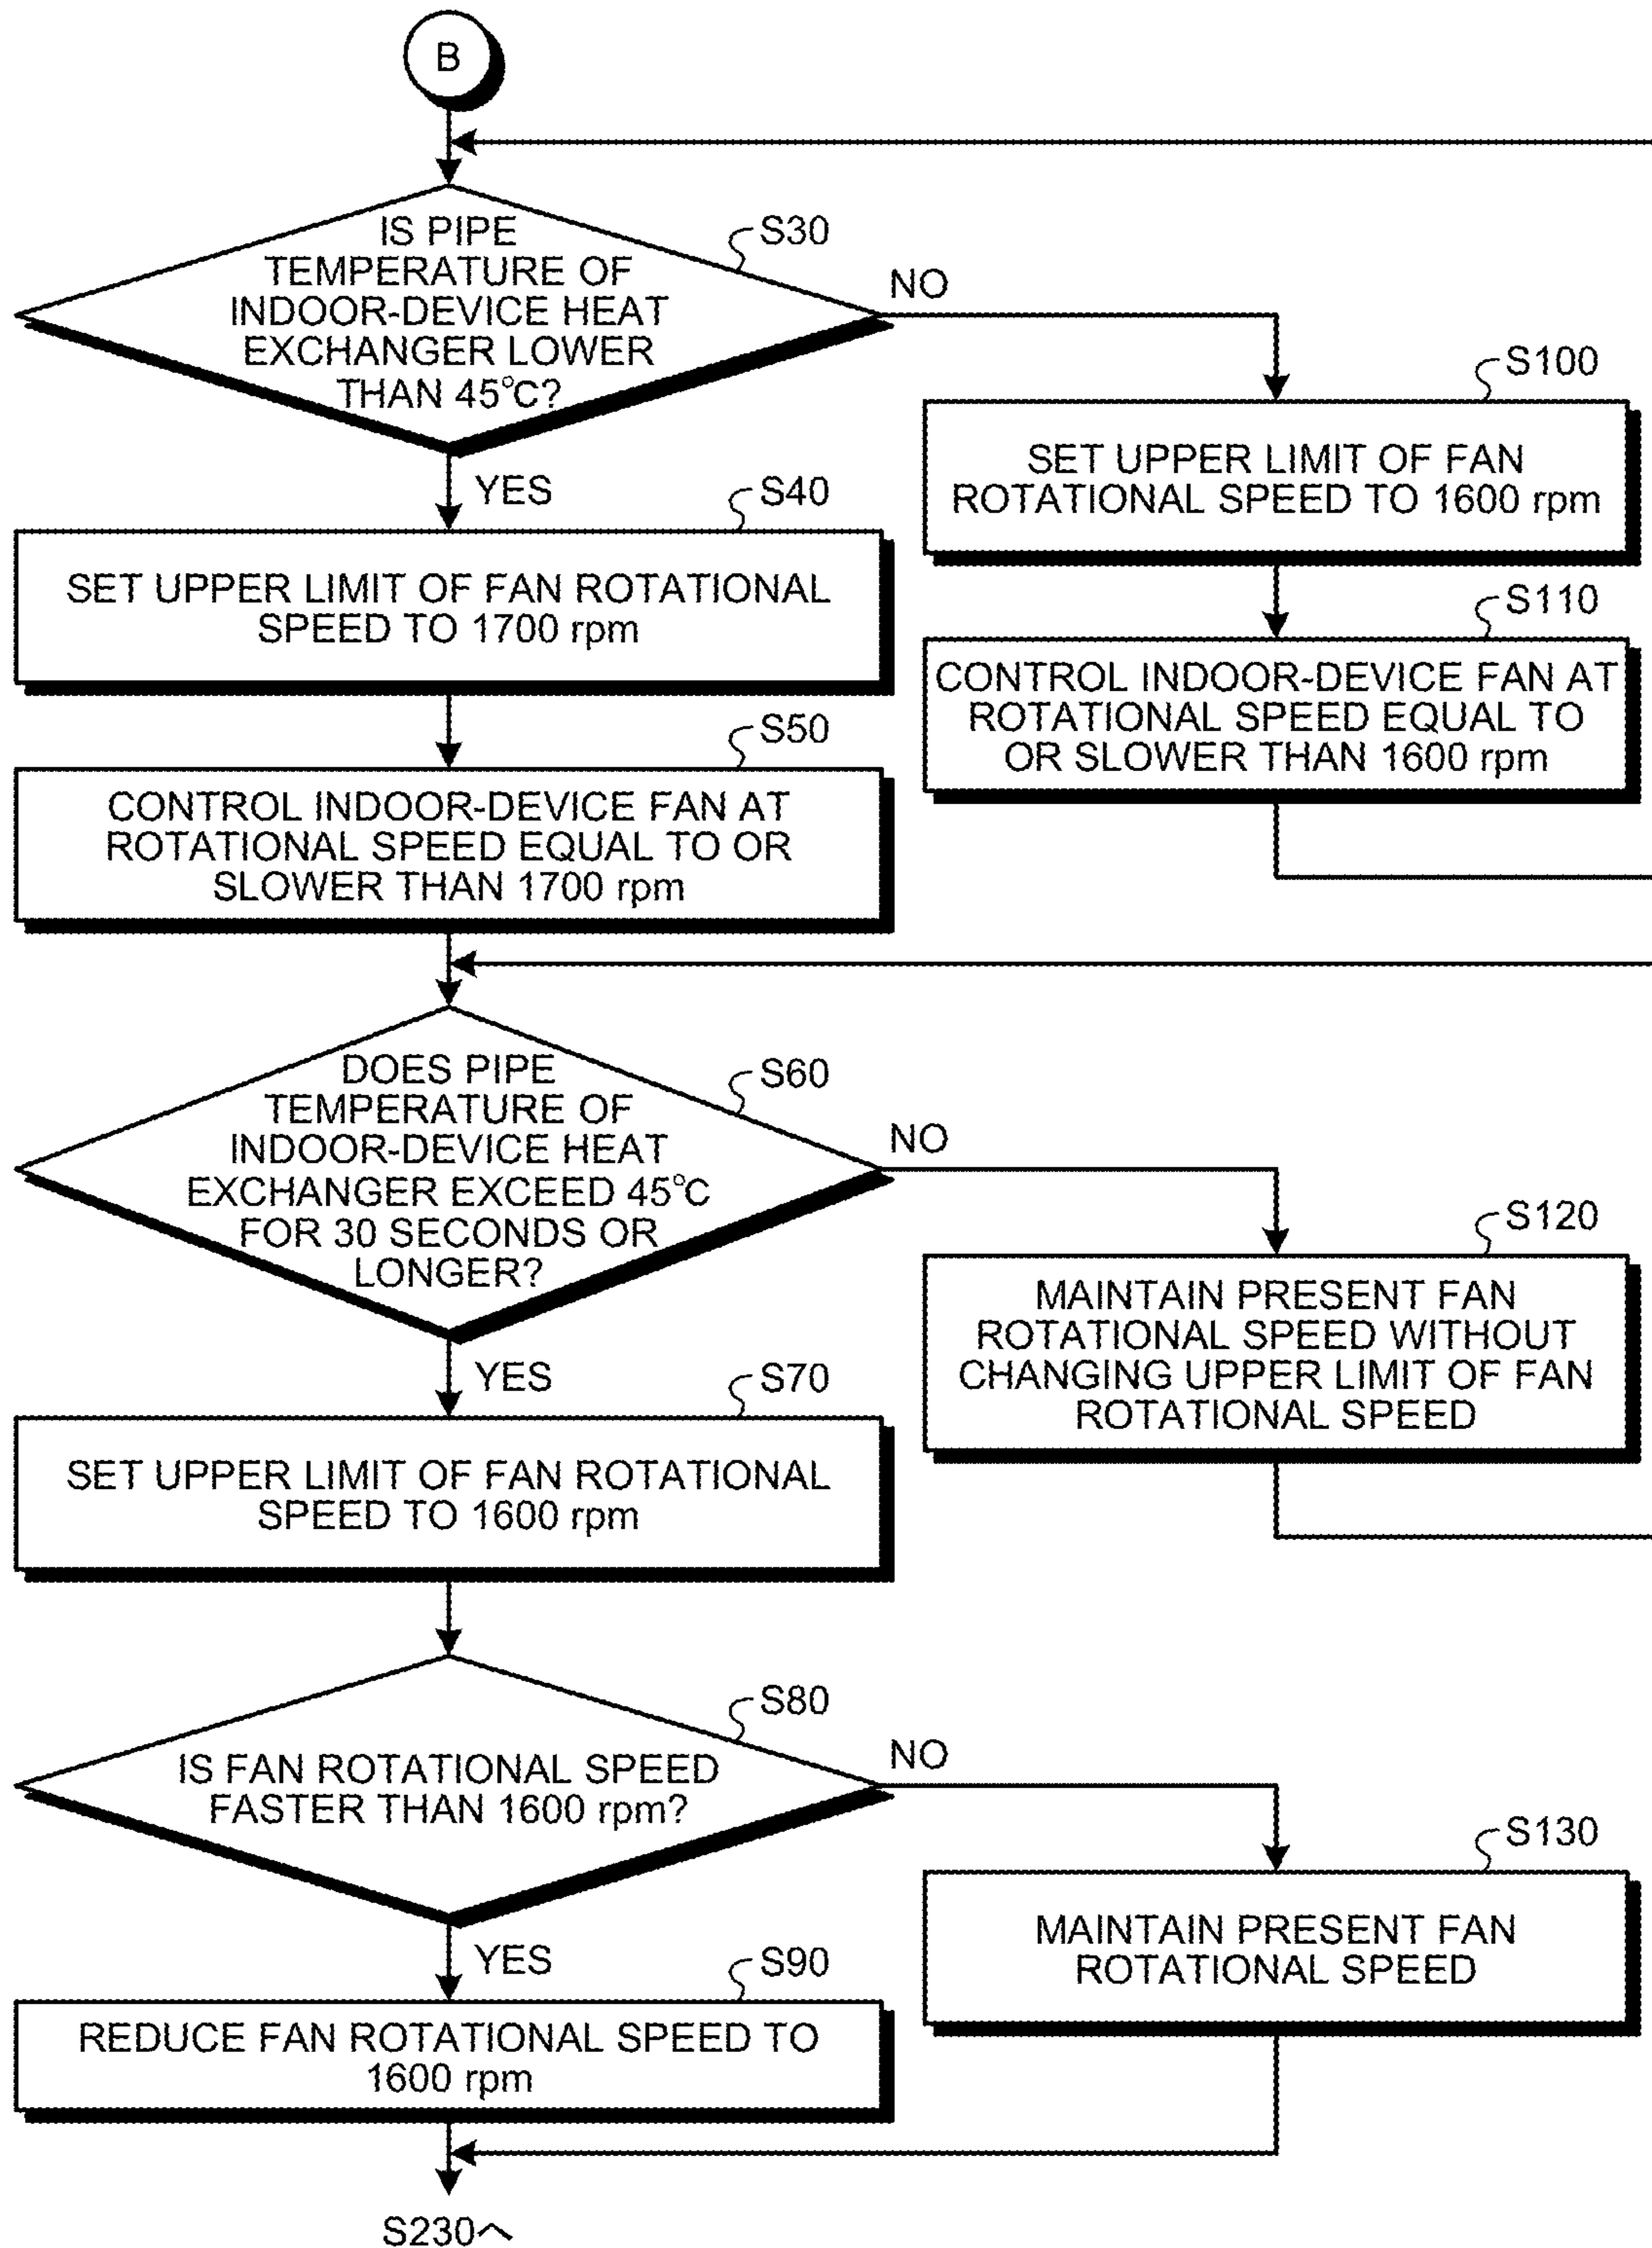 B
IS PIPE
TEMPERATURE OF
INDOOR-DEVICE HEAT
EXCHANGER LOWER
THAN 45℃?
S30
NO
YES
S100
SET UPPER LIMIT OF FAN
ROTATIONAL SPEED TO 1600 rpm
S40
SET UPPER LIMIT OF FAN ROTATIONAL
SPEED TO 1700 rpm
S110
CONTROL INDOOR-DEVICE FAN AT
ROTATIONAL SPEED EQUAL TO
OR SLOWER THAN 1600 rpm
S50
CONTROL INDOOR-DEVICE FAN AT
ROTATIONAL SPEED EQUAL TO OR
SLOWER THAN 1700 rpm
DOES PIPE
TEMPERATURE OF
INDOOR-DEVICE HEAT
EXCHANGER EXCEED 45℃
FOR 30 SECONDS OR
LONGER?
S60
NO
YES
S120
MAINTAIN PRESENT FAN
ROTATIONAL SPEED WITHOUT
CHANGING UPPER LIMIT OF FAN
ROTATIONAL SPEED
S70
SET UPPER LIMIT OF FAN ROTATIONAL
SPEED TO 1600 rpm
S80
IS FAN ROTATIONAL SPEED
FASTER THAN 1600 rpm?
NO
YES
S130
MAINTAIN PRESENT FAN
ROTATIONAL SPEED
S90
REDUCE FAN ROTATIONAL SPEED TO
1600 rpm
S230へ